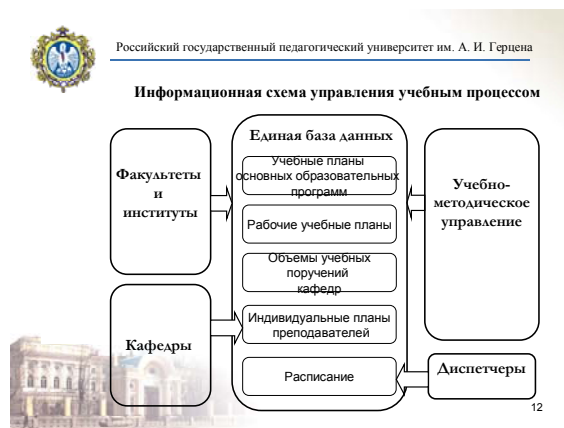 Российский государственный педагогический университет им. А. И. Герцена
Информационная схема управления учебным процессом
Факультеты
и
институты
Кафедры
Единая база данных
Учебные планы
основных образовательных
программ
Рабочие учебные планы
Объемы учебных
поручений
кафедр
Индивидуальные планы
преподавателей
Расписание
Учебно-
методическое
управление
Диспетчеры
12